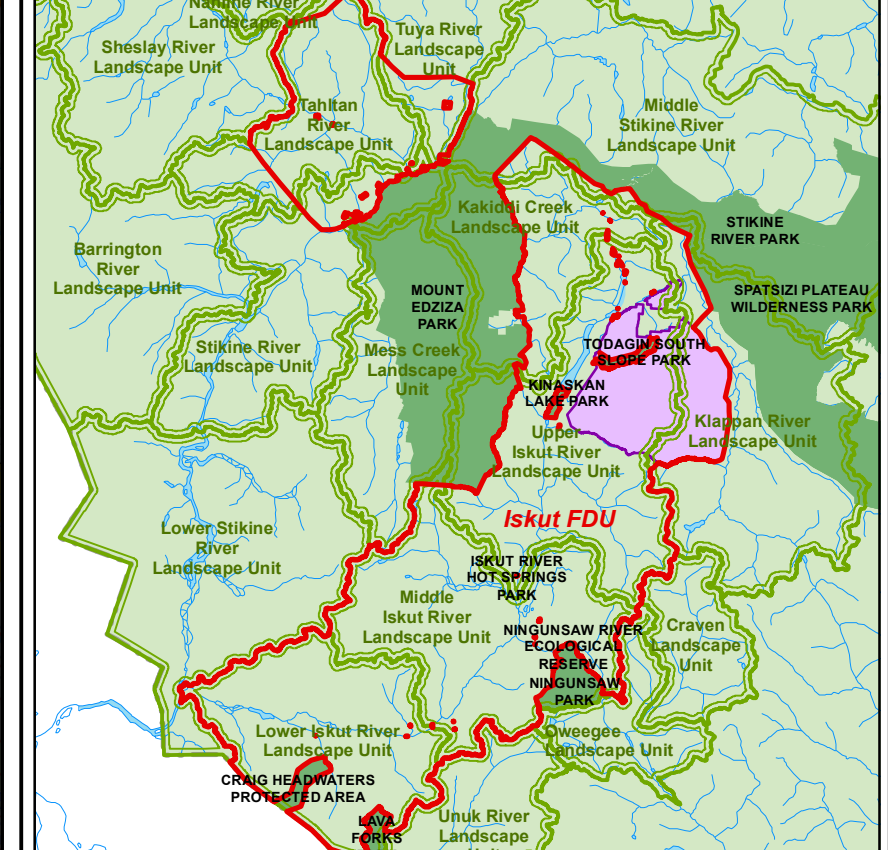 Nahline River
Landscape Unit
Tuya River
Landscape
Unit
Sheslay River
Landscape Unit
Tahltan
River
Landscape Unit
Middle
Stikine River
Landscape Unit
Kakiddi Creek
Landscape Unit
STIKINE
RIVER PARK
Barrington
River
Landscape Unit
MOUNT
EDZIZA
PARK
SPATSIZI PLATEAU
WILDERNESS PARK
Stikine River
Landscape Unit
Mess Creek
Landscape
Unit
TODAGIN SOUTH
SLOPE PARK
KINASKAN
LAKE PARK
Klappan River
Landscape Unit
Upper
Iskut River
Landscape Unit
Iskut FDU
Lower Stikine
River
Landscape Unit
ISKUT RIVER
HOT SPRINGS
PARK
Middle
Iskut River
Landscape Unit
NINGUNSAW RIVER
ECOLOGICAL
RESERVE
NINGUNSAW
PARK
Craven
Landscape
Unit
Lower Iskut River
Landscape Unit
Oweegee
Landscape Unit
CRAIG HEADWATERS
PROTECTED AREA
LAVA
FORKS
Unuk River
Landscape